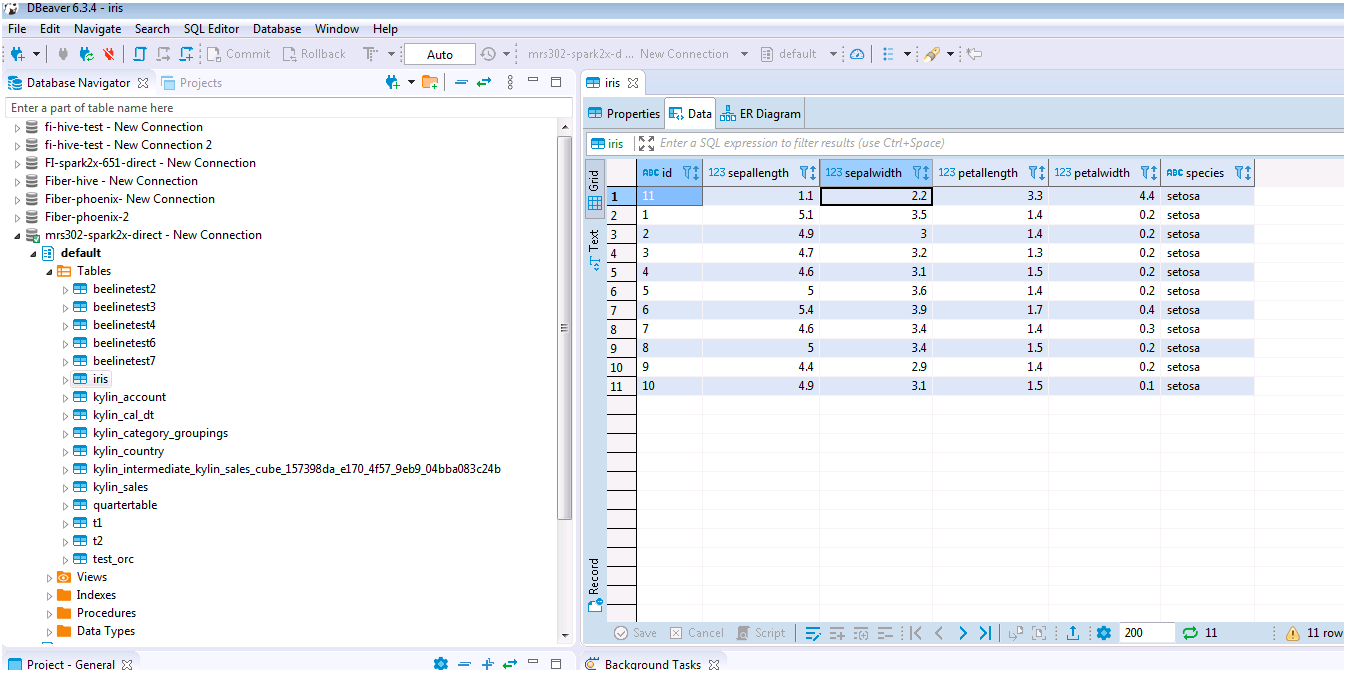 DBeaver 6.3.4 - iris
File Edit Navigate Search SQL Editor Database Window Help
Commit Rollback Auto mrs302-spark2x-d ... New Connection default
Database Navigator Projects
Enter a part of table name here
fi-hive-test - New Connection
fi-hive-test - New Connection 2
FI-spark2x-651-direct - New Connection
Fiber-hive - New Connection
Fiber-phoenix- New Connection
Fiber-phoenix-2
mrs302-spark2x-direct - New Connection
default
Tables
beelinetest2
beelinetest3
beelinetest4
beelinetest6
beelinetest7
iris
kylin_account
kylin_cal_dt
kylin_category_groupings
kylin_country
kylin_intermediate_kylin_sales_cube_157398da_e170_4f57_9eb9_04bba083c24b
kylin_sales
quartertable
t1
t2
test_orc
Views
Indexes
Procedures
Data Types
Project - General
iris
Properties Data ER Diagram
iris Enter a SQL expression to filter results (use Ctrl+Space)
Grid
Text
Record
ABC id 123 sepallength 123 sepalwidth 123 petallength 123 petalwidth ABC species
1 11 1.1 2.2 3.3 4.4 setosa
2 1 5.1 3.5 1.4 0.2 setosa
3 2 4.9 3 1.4 0.2 setosa
4 3 4.7 3.2 1.3 0.2 setosa
5 4 4.6 3.1 1.5 0.2 setosa
6 5 5 3.6 1.4 0.2 setosa
7 6 5.4 3.9 1.7 0.4 setosa
8 7 4.6 3.4 1.4 0.3 setosa
9 8 5 3.4 1.5 0.2 setosa
10 9 4.4 2.9 1.4 0.2 setosa
11 10 4.9 3.1 1.5 0.1 setosa
Save Cancel Script 200 11 11 row
Background Tasks